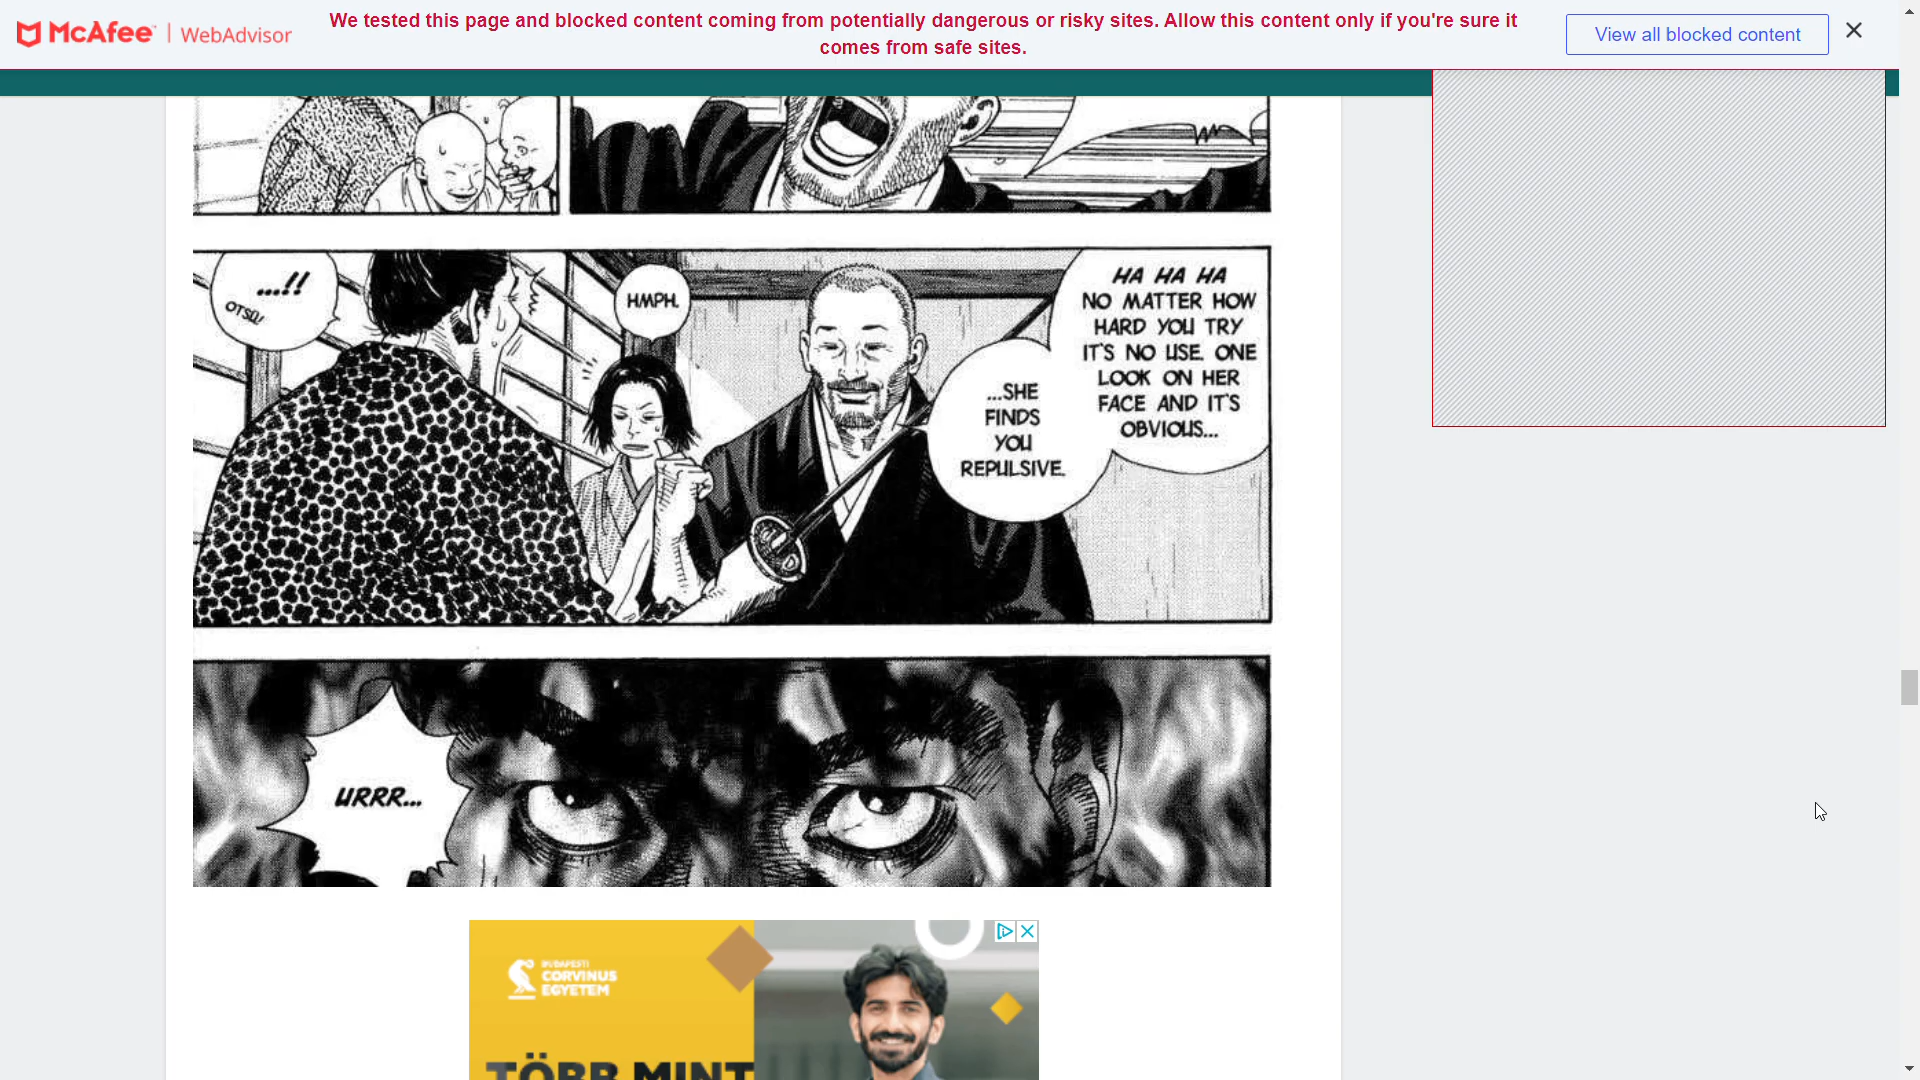 McAfee | WebAdvisor
We tested this page and blocked content coming from potentially dangerous or risky sites. Allow this content only if you're sure it
comes from safe sites.
View all blocked content
HA HA HA
NO MATTER HOW
HARD YOU TRY
IT'S NO USE. ONE
LOOK ON HER
FACE AND IT'S
OBVIOUS...
...SHE
FINDS
YOU
REPULSIVE.
HMPH.
...!!
OTSŪ!
URRR...
BUDAPESTI
CORVINUS
EGYETEM
TÖBB MINT